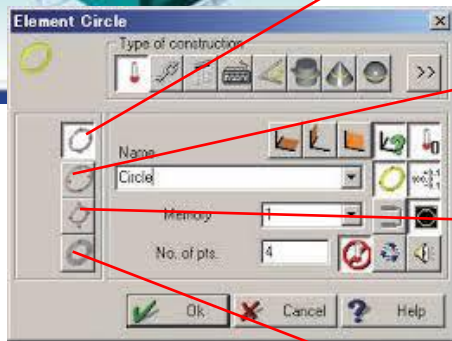 Element Circle
Type of construction
>>
Name
Circle
Memory 1
No. of pts. 4
Ok Cancel ? Help